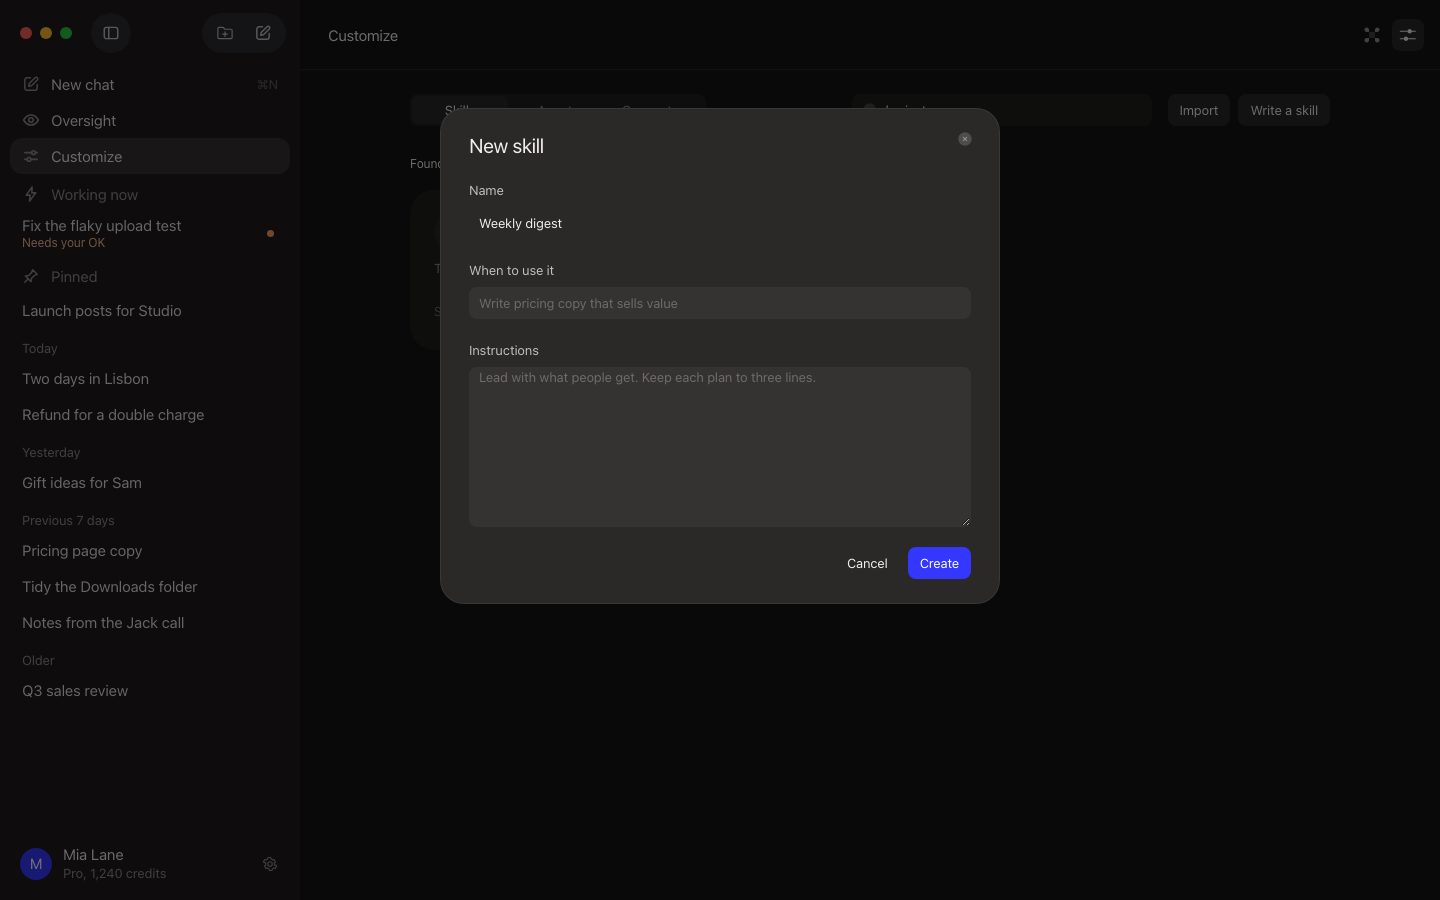 Customize
New chat
⌘N
Oversight
Customize
Working now
Fix the flaky upload test
Needs your OK
Pinned
Launch posts for Studio
Today
Two days in Lisbon
Refund for a double charge
Yesterday
Gift ideas for Sam
Previous 7 days
Pricing page copy
Tidy the Downloads folder
Notes from the Jack call
Older
Q3 sales review
M
Mia Lane
Pro, 1,240 credits
Import
Write a skill
New skill
Name
Weekly digest
When to use it
Write pricing copy that sells value
Instructions
Lead with what people get. Keep each plan to three lines.
Cancel
Create